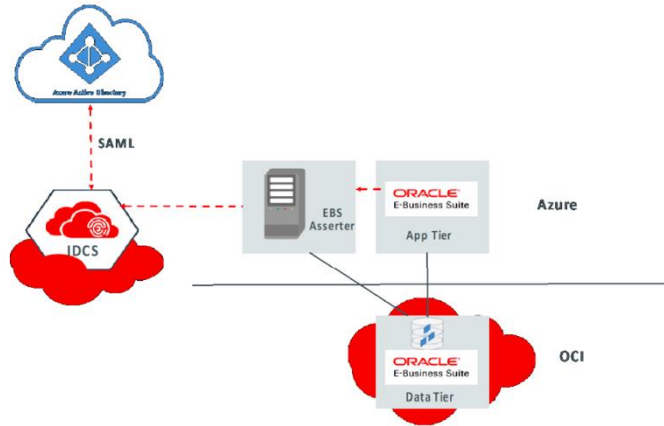 Azure Active Directory
SAML
IDCS
EBS
Asserter
ORACLE
E-Business Suite
App Tier
Azure
OCI
ORACLE
E-Business Suite
Data Tier